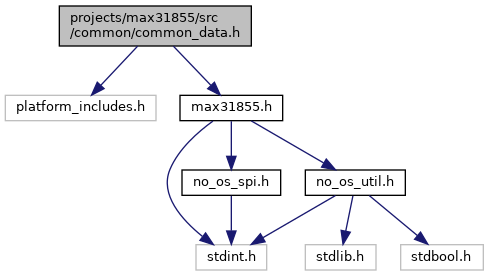 projects/max31855/src
/common/common_data.h
platform_includes.h
max31855.h
no_os_spi.h
no_os_util.h
stdint.h
stdlib.h
stdbool.h